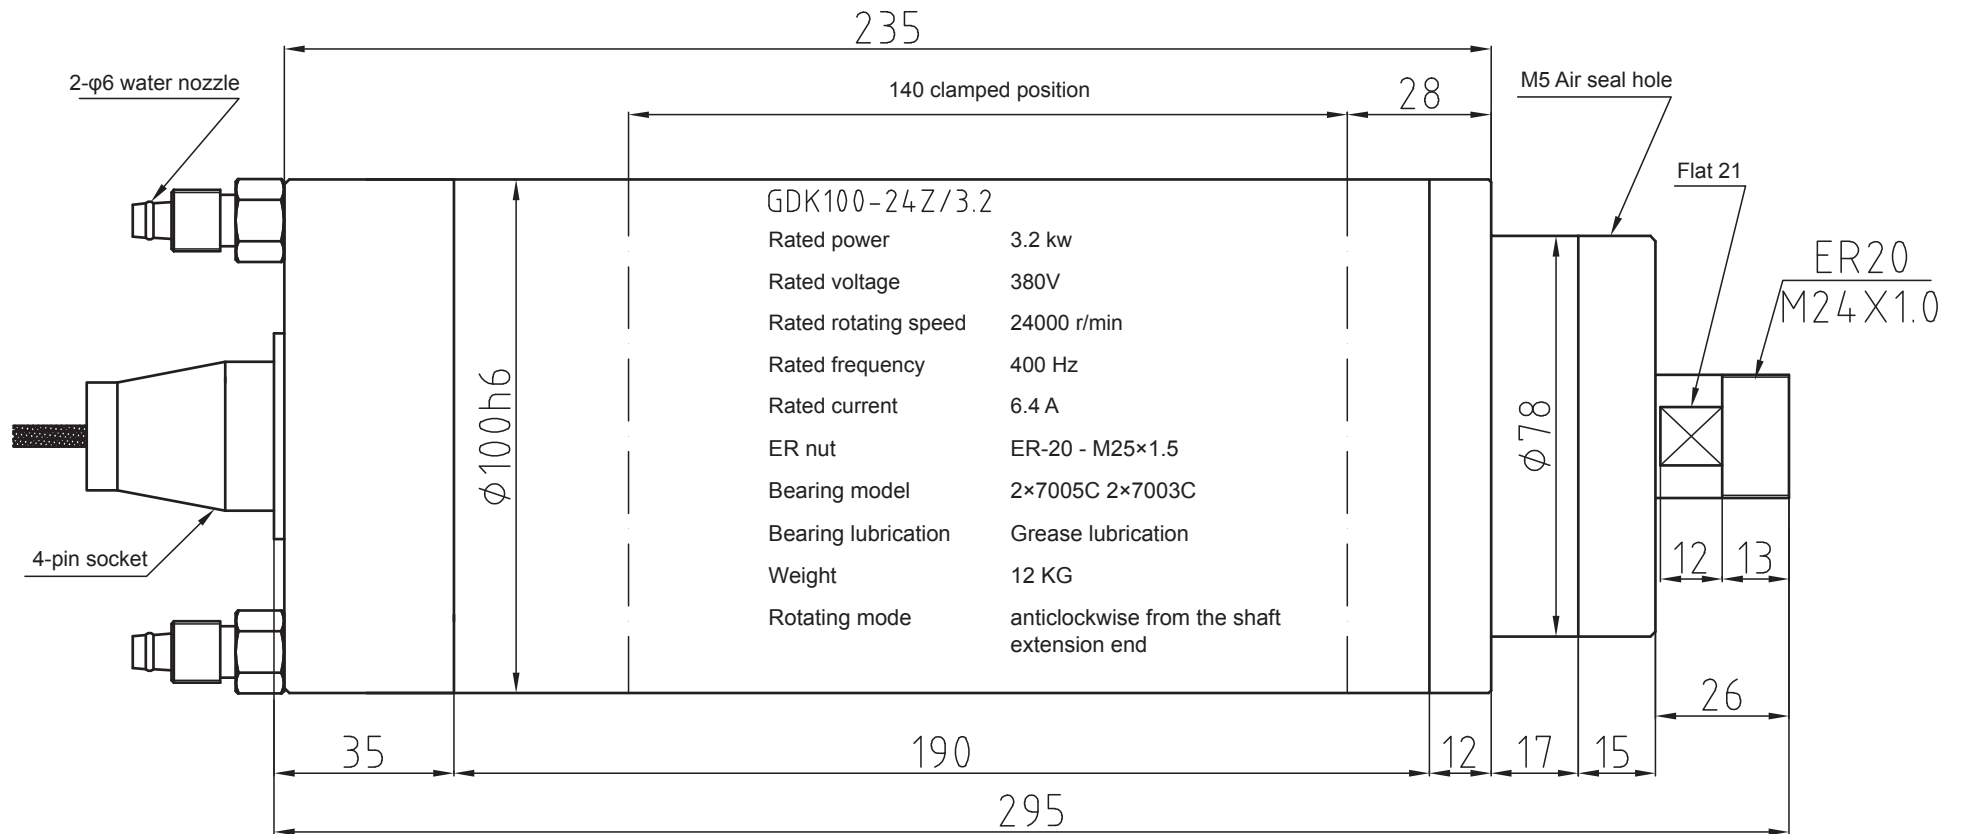 235
2-φ6 water nozzle
140 clamped position
28
M5 Air seal hole
Flat 21
GDK100-24Z/3.2
Rated power 3.2 kw
Rated voltage 380V
Rated rotating speed 24000 r/min
Rated frequency 400 Hz
Rated current 6.4 A
ER nut ER-20 - M25×1.5
Bearing model 2×7005C 2×7003C
Bearing lubrication Grease lubrication
Weight 12 KG
Rotating mode anticlockwise from the shaft
extension end
ER20
M24X1.0
φ100h6
φ78
4-pin socket
12 13
26
35 190 12 17 15
295